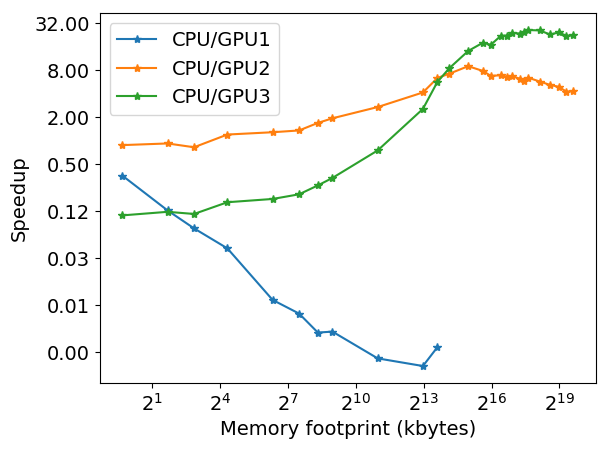 32.00
8.00
2.00
0.50
0.12
0.03
0.01
0.00
Speedup
CPU/GPU1
CPU/GPU2
CPU/GPU3
2^1 2^4 2^7 2^10 2^13 2^16 2^19
Memory footprint (kbytes)